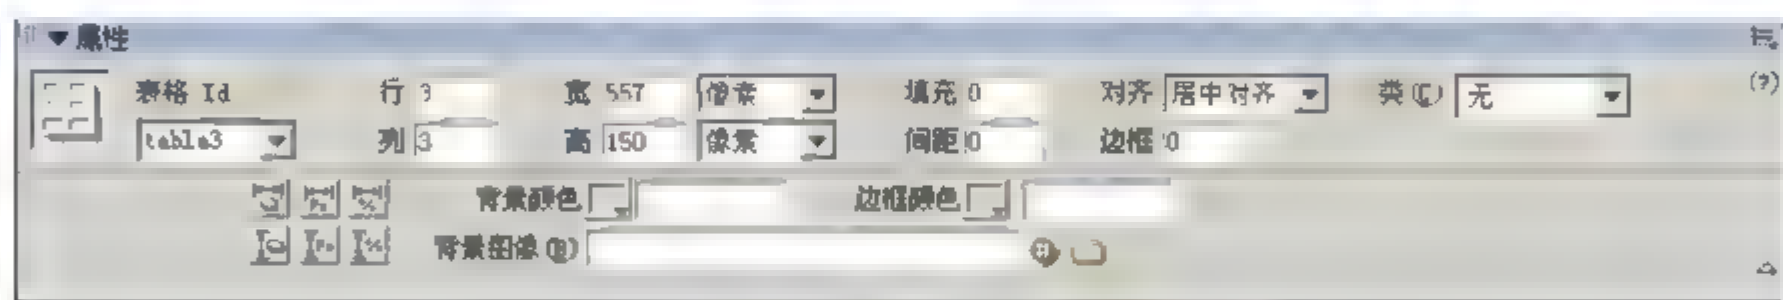 属性
表格 Id 行 3 宽 557 像素 填充 0 对齐 居中对齐 类(C) 无
table3 列 3 高 150 像素 间距 0 边框 0
背景颜色 边框颜色
背景图像(B)